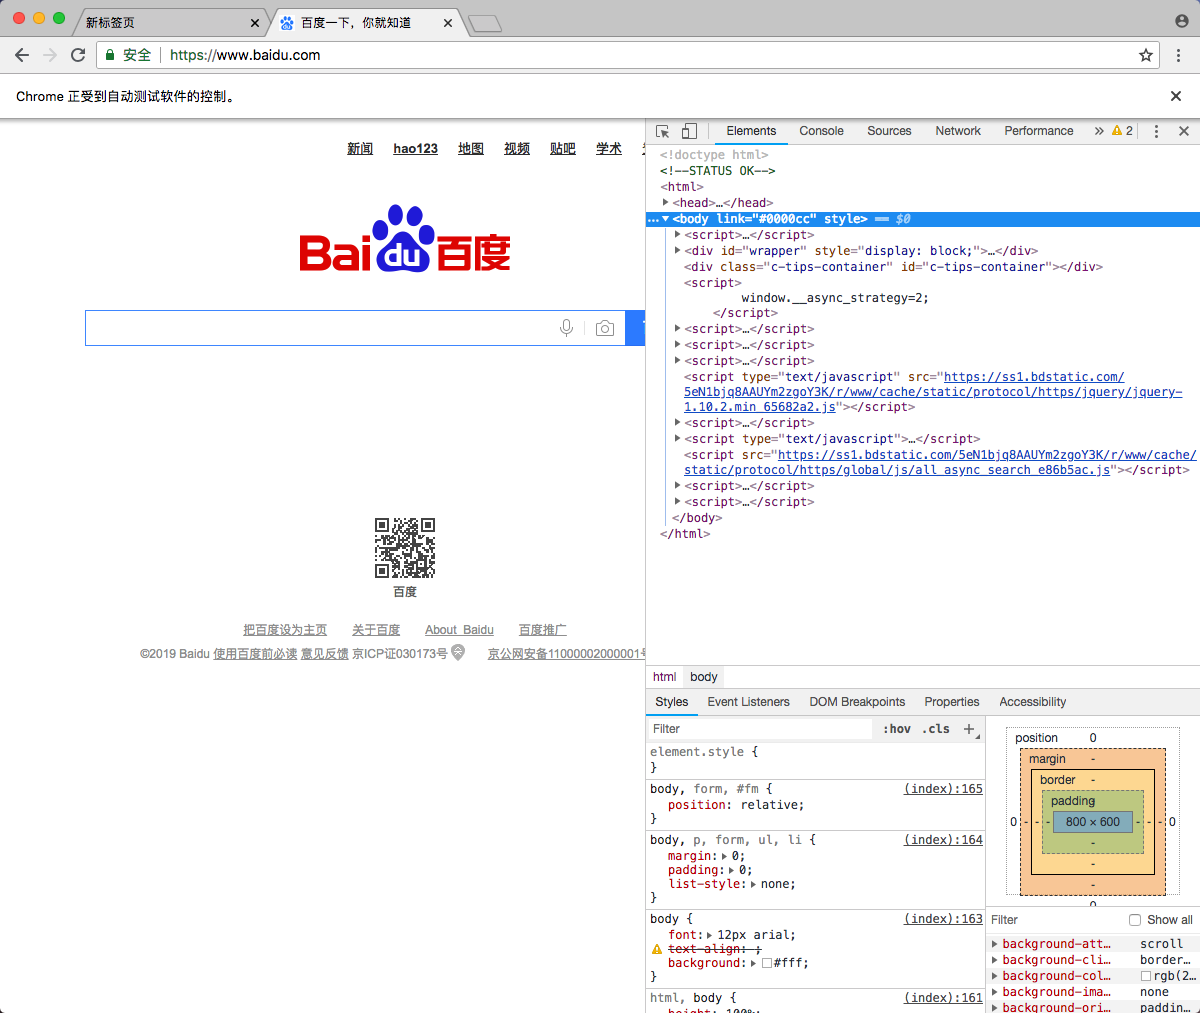 新标签页
百度一下，你就知道
安全 https://www.baidu.com
Chrome 正受到自动测试软件的控制。
新闻 hao123 地图 视频 贴吧 学术
Bai du 百度
百度
把百度设为主页 关于百度 About Baidu 百度推广
©2019 Baidu 使用百度前必读 意见反馈 京ICP证030173号 京公网安备11000002000001号
Elements Console Sources Network Performance » 2
<!doctype html>
<!--STATUS OK-->
<html>
<head>…</head>
…<body link="#0000cc" style> == $0
<script>…</script>
<div id="wrapper" style="display: block;">…</div>
<div class="c-tips-container" id="c-tips-container"></div>
<script>
window.__async_strategy=2;
</script>
<script>…</script>
<script>…</script>
<script>…</script>
<script type="text/javascript" src="https://ss1.bdstatic.com/
5eN1bjq8AAUYm2zgoY3K/r/www/cache/static/protocol/https/jquery/jquery-
1.10.2.min_65682a2.js"></script>
<script>…</script>
<script type="text/javascript">…</script>
<script src="https://ss1.bdstatic.com/5eN1bjq8AAUYm2zgoY3K/r/www/cache/
static/protocol/https/global/js/all_async_search_e86b5ac.js"></script>
<script>…</script>
<script>…</script>
</body>
</html>
html body
Styles Event Listeners DOM Breakpoints Properties Accessibility
Filter :hov .cls +
element.style {
}
body, form, #fm { (index):165
position: relative;
}
body, p, form, ul, li { (index):164
margin: 0;
padding: 0;
list-style: none;
}
body { (index):163
font: 12px arial;
text-align: ;
background: #fff;
}
html, body { (index):161
height: 100%;
position 0
margin -
border -
padding -
0 - - - 800 × 600 - - - 0
-
-
-
0
Filter Show all
background-att… scroll
background-cli… border…
background-col… rgb(2…
background-ima… none
background-ori… paddin…